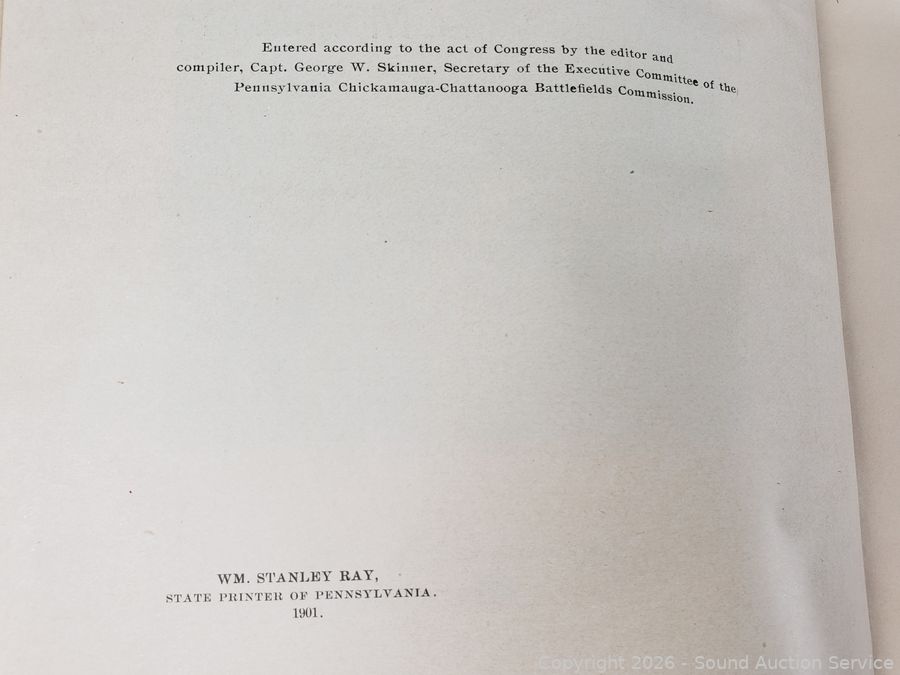 Entered according to the act of Congress by the editor and
compiler, Capt. George W. Skinner, Secretary of the Executive Committee of the
Pennsylvania Chickamauga-Chattanooga Battlefields Commission.
WM. STANLEY RAY,
STATE PRINTER OF PENNSYLVANIA.
1901.
Copyright 2026 - Sound Auction Service